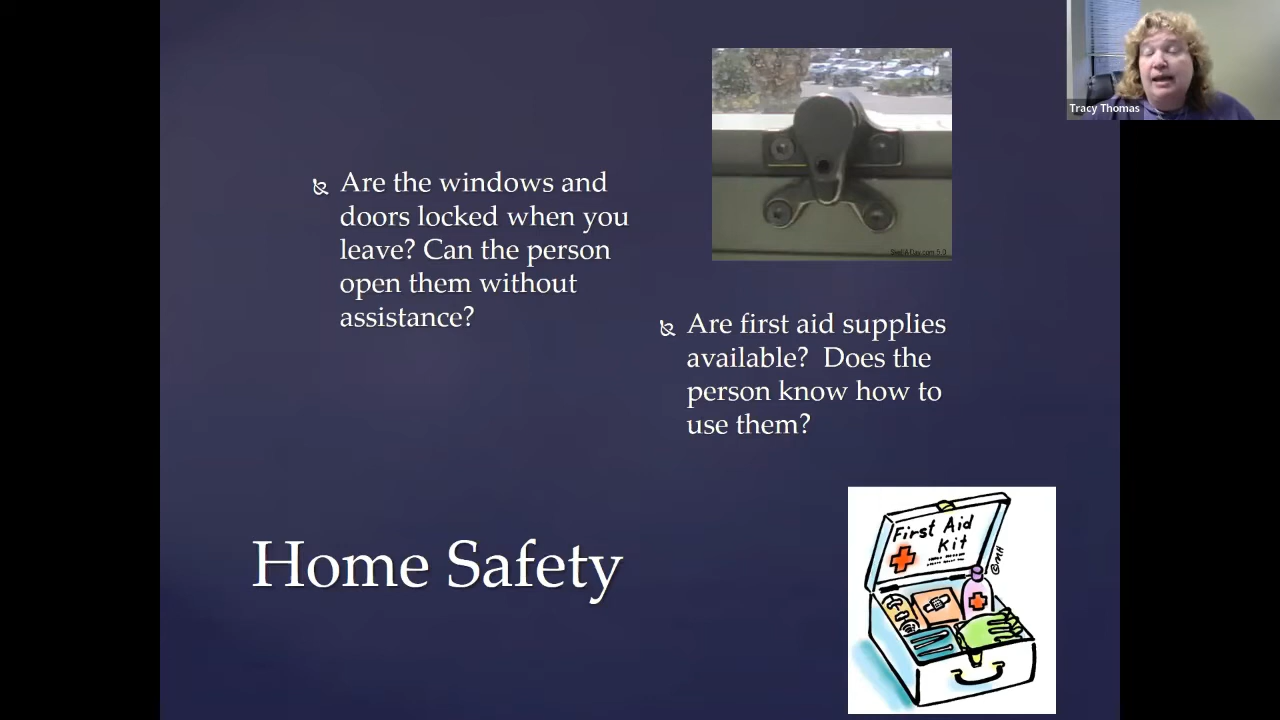 Tracy Thomas
Are the windows and
doors locked when you
leave? Can the person
open them without
assistance?
Are first aid supplies
available?  Does the
person know how to
use them?
First Aid
Kit
©MH
Home Safety